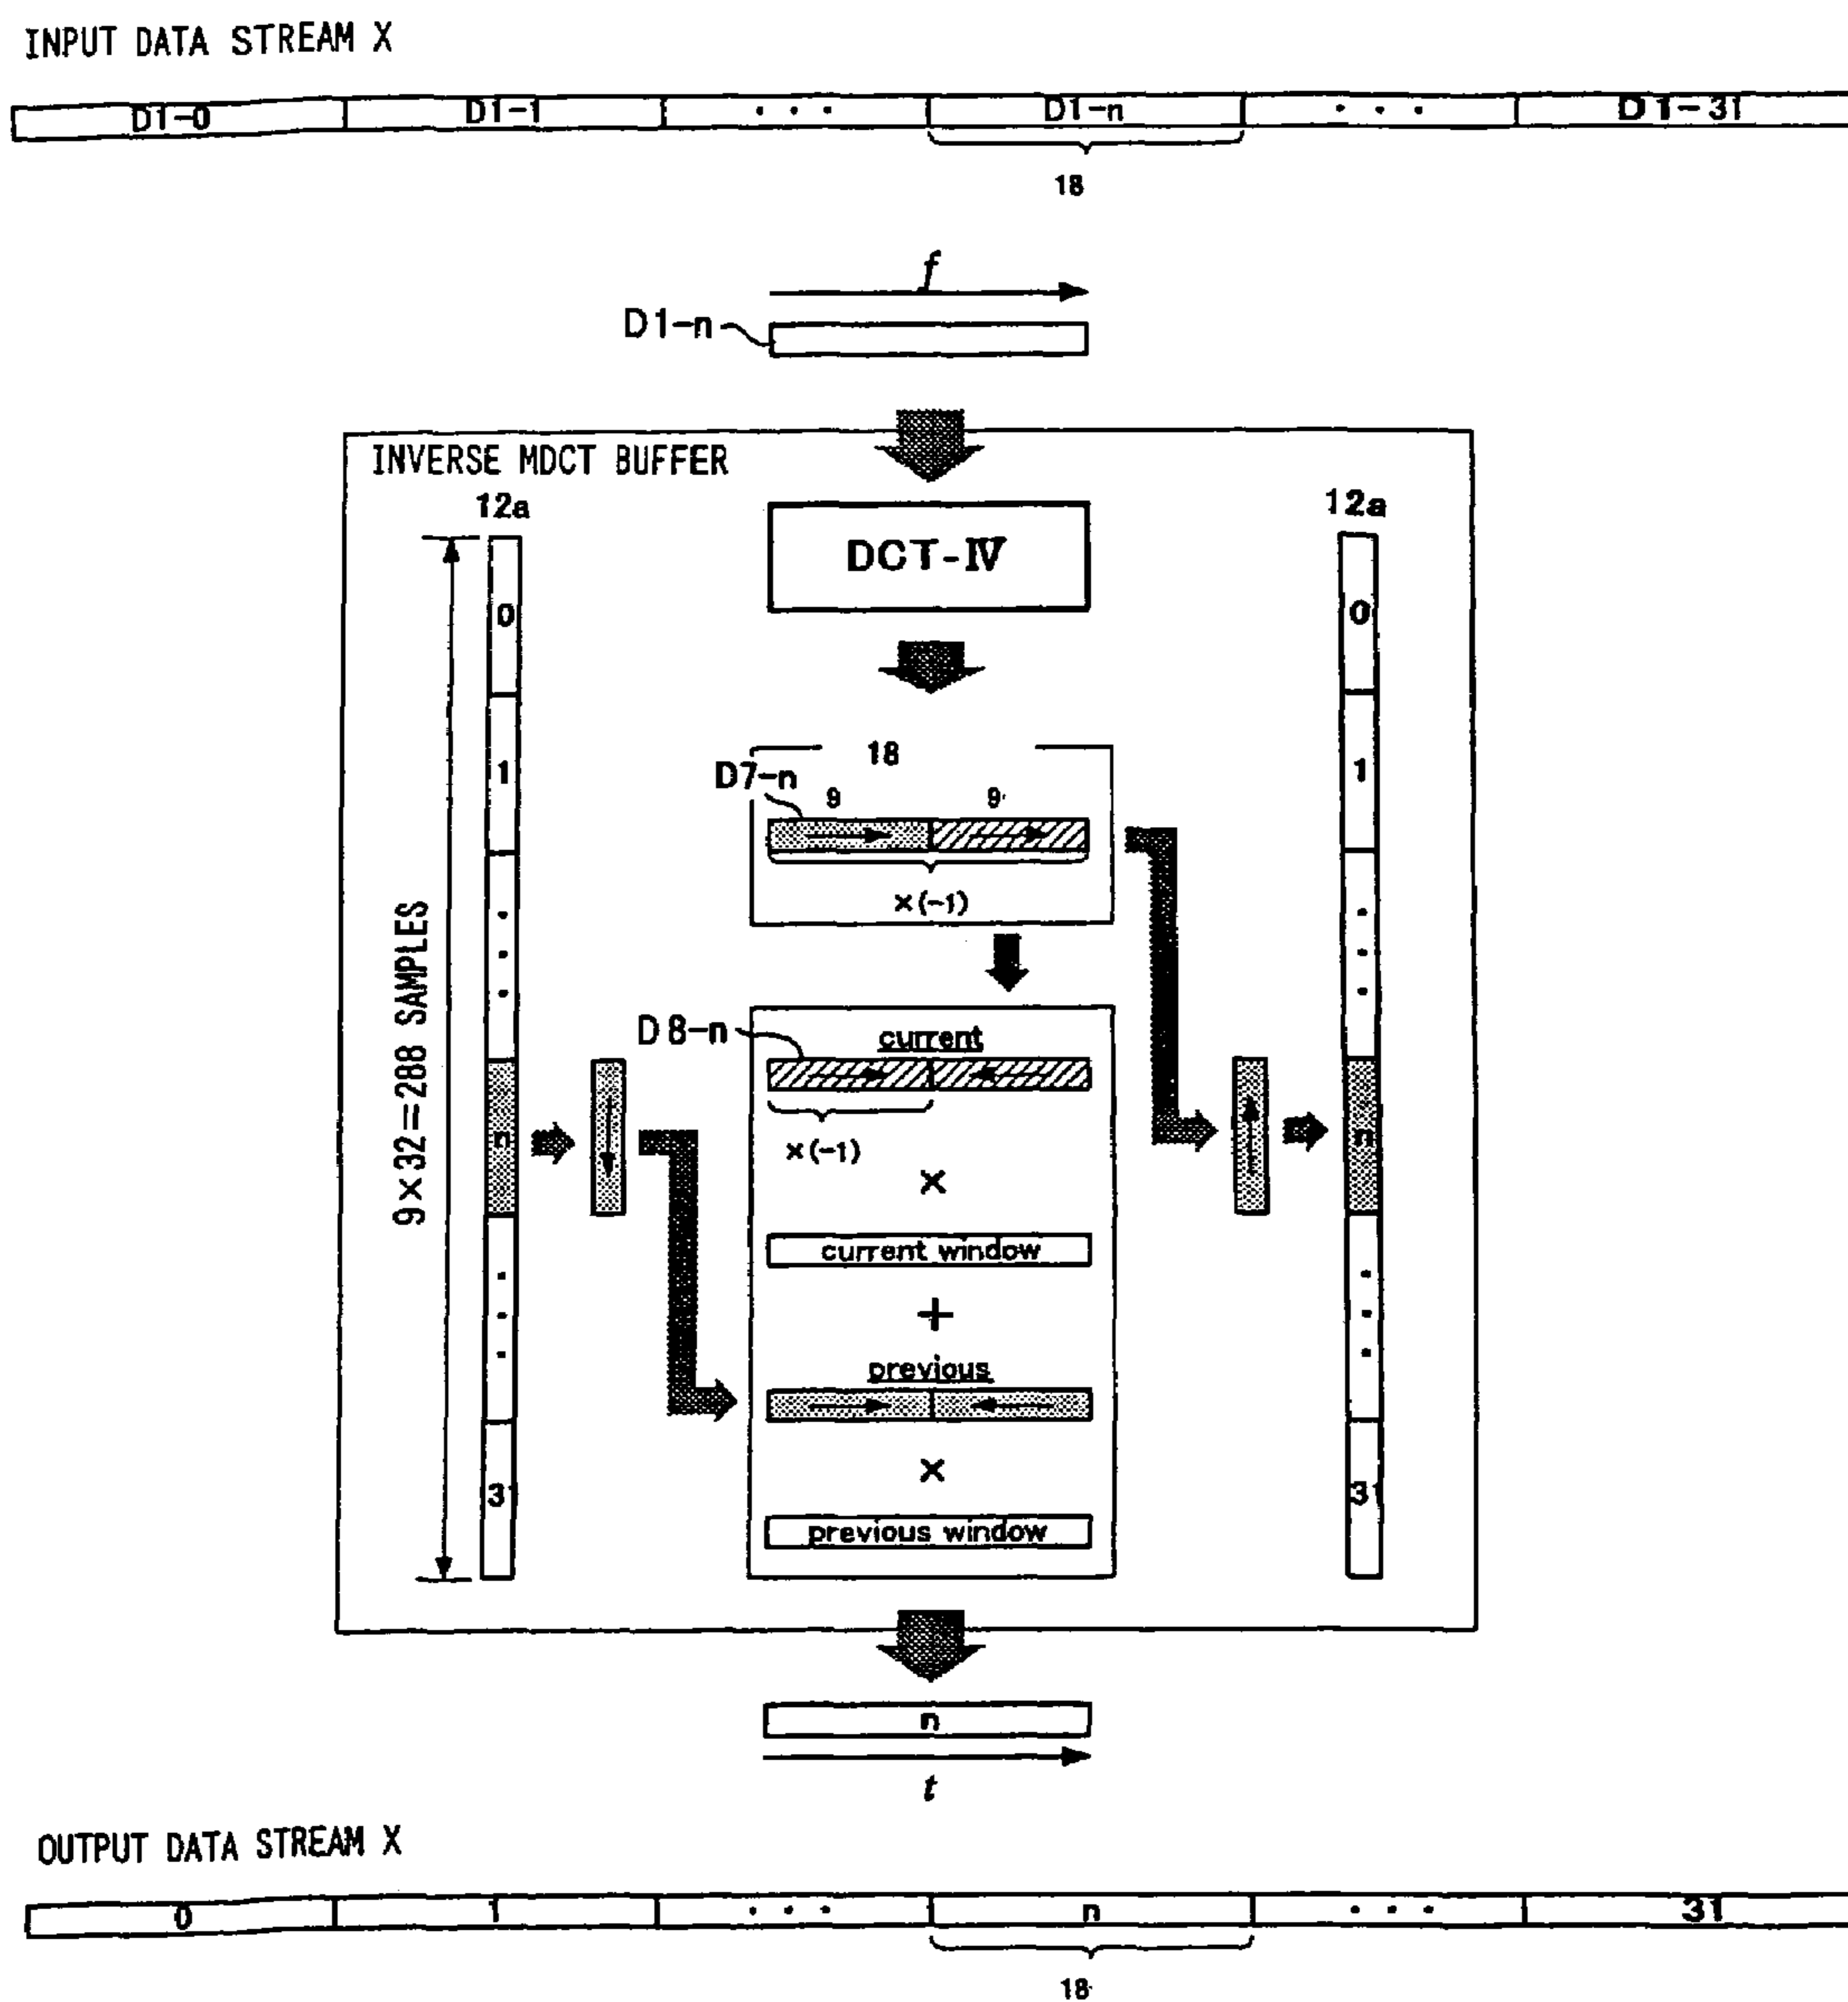 INPUT DATA STREAM X
D1-0 D1-1 · · · D1-n · · · D1-31
18
f
D1-n
INVERSE MDCT BUFFER
12a
12a
DCT-Ⅳ
0
0
1
1
18
D7-n
9 9
×(-1)
· · ·
· · ·
9×32=288 SAMPLES
D8-n
current
n
n
×(-1)
×
current window
+
previous
· · ·
· · ·
×
31
31
previous window
n
t
OUTPUT DATA STREAM X
0 1 · · · n · · · 31
18